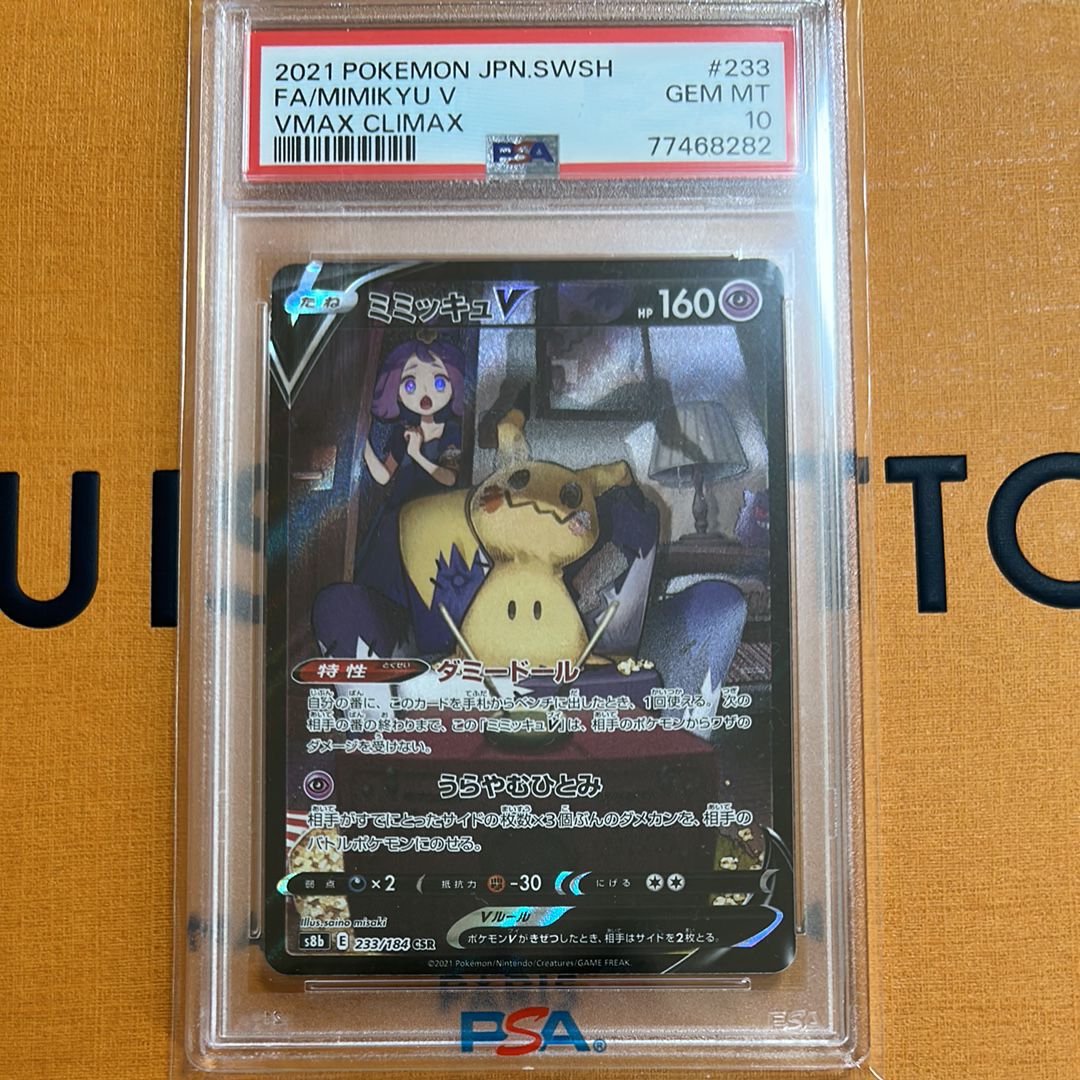 2021 POKEMON JPN.SWSH #233
FA/MIMIKYU V GEM MT
VMAX CLIMAX 10
PSA 77468282
たね ミミッキュV HP 160
特性 とくせい ダミードール
自分の番に、このカードを手札からベンチに出したとき、1回使える。次の
相手の番の終わりまで、この「ミミッキュV」は、相手のポケモンからワザの
ダメージを受けない。
うらやむひとみ
相手がすでにとったサイドの枚数×3個ぶんのダメカンを、相手の
バトルポケモンにのせる。
弱点 ×2 抵抗力 -30 にげる
Illus. saino misaki
Vルール
ポケモンVがきぜつしたとき、相手はサイドを2枚とる。
s8b E 233/184 CSR
©2021 Pokémon/Nintendo/Creatures/GAME FREAK.
PSA®
PSA